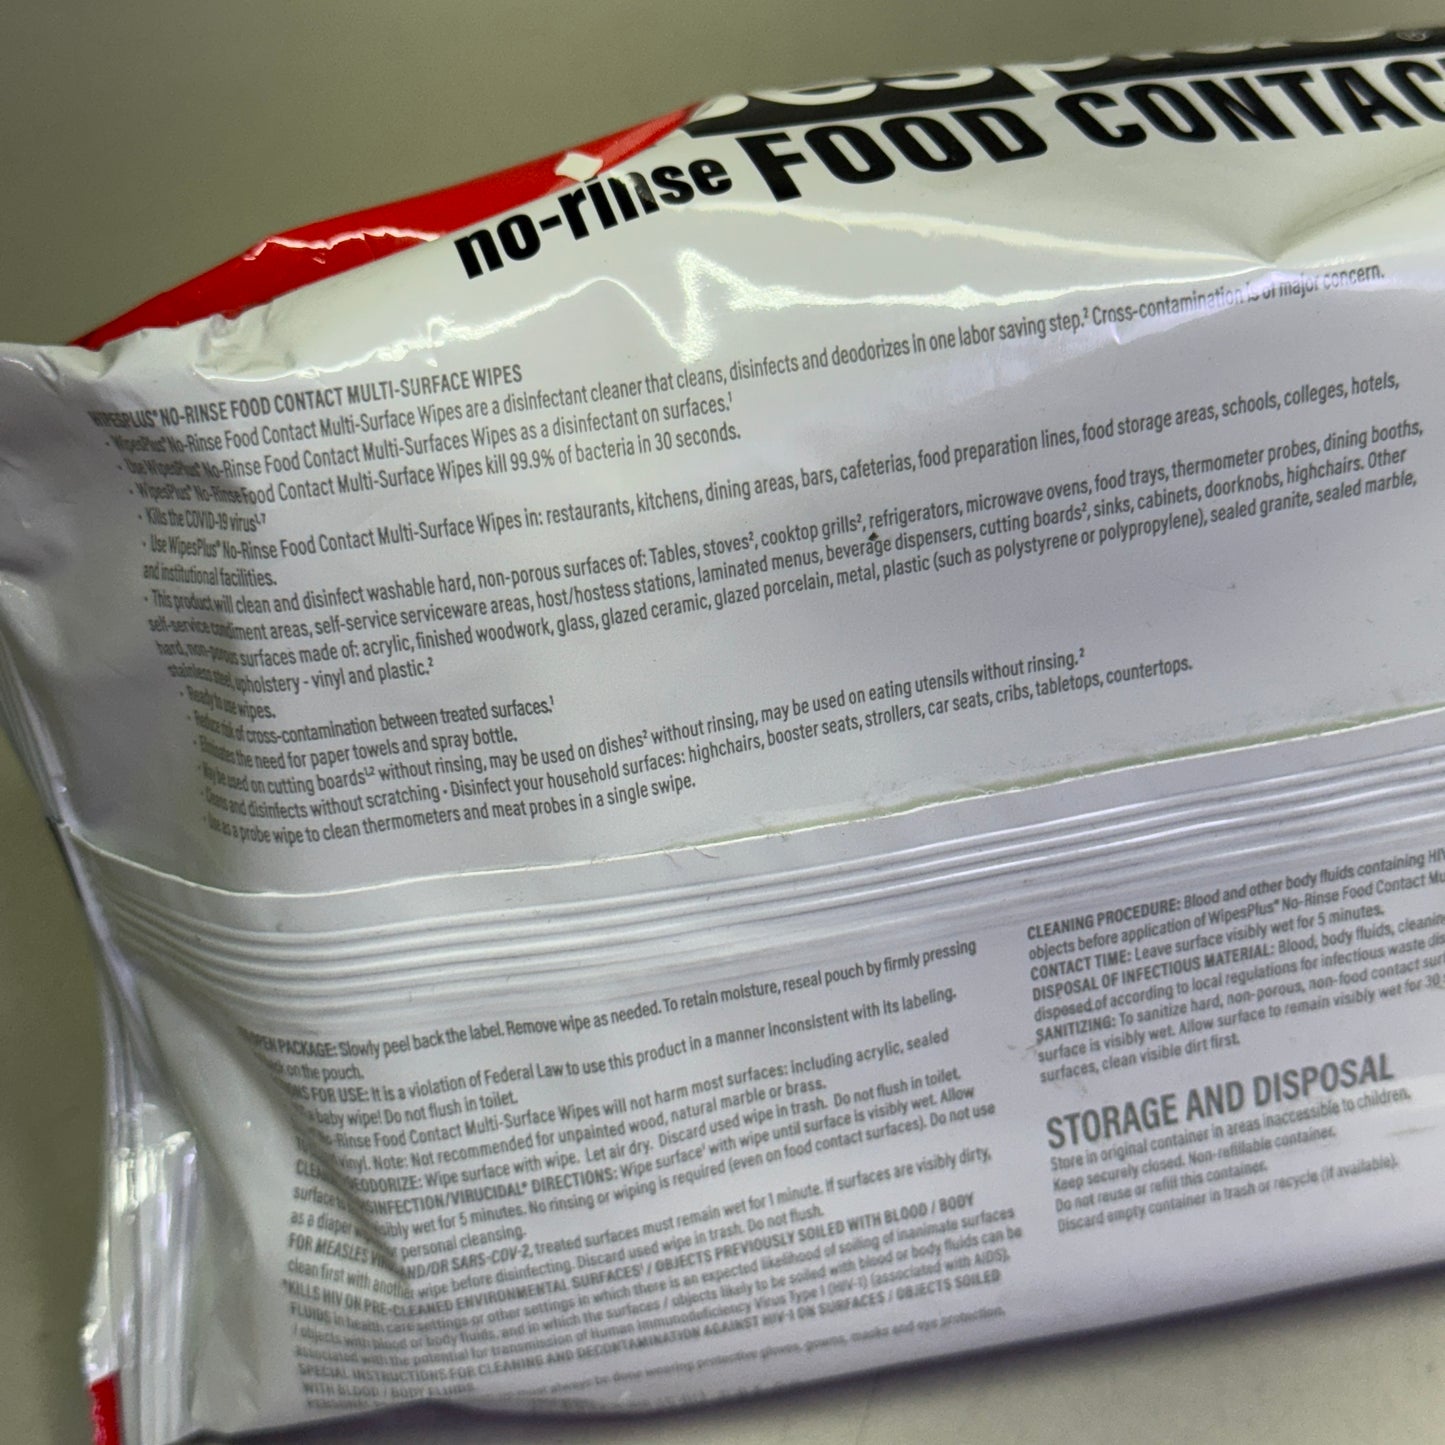 no-rinse FOOD CONTACT
WIPESPLUS® NO-RINSE FOOD CONTACT MULTI-SURFACE WIPES
• WipesPlus® No-Rinse Food Contact Multi-Surface Wipes are a disinfectant cleaner that cleans, disinfects and deodorizes in one labor saving step.² Cross-contamination is of major concern.
• Use WipesPlus® No-Rinse Food Contact Multi-Surfaces Wipes as a disinfectant on surfaces.¹
• WipesPlus® No-Rinse Food Contact Multi-Surface Wipes kill 99.9% of bacteria in 30 seconds.
• Kills the COVID-19 virus¹,⁷
• Use WipesPlus® No-Rinse Food Contact Multi-Surface Wipes in: restaurants, kitchens, dining areas, bars, cafeterias, food preparation lines, food storage areas, schools, colleges, hotels,
and institutional facilities.
• This product will clean and disinfect washable hard, non-porous surfaces of: Tables, stoves², cooktop grills², refrigerators, microwave ovens, food trays, thermometer probes, dining booths,
self-service condiment areas, self-service serviceware areas, host/hostess stations, laminated menus, beverage dispensers, cutting boards², sinks, cabinets, doorknobs, highchairs. Other
hard, non-porous surfaces made of: acrylic, finished woodwork, glass, glazed ceramic, glazed porcelain, metal, plastic (such as polystyrene or polypropylene), sealed granite, sealed marble,
stainless steel, upholstery - vinyl and plastic.²
• Ready to use wipes.
• Reduce risk of cross-contamination between treated surfaces.¹
• Eliminates the need for paper towels and spray bottle.
• May be used on cutting boards¹,² without rinsing, may be used on dishes² without rinsing, may be used on eating utensils without rinsing.²
• Cleans and disinfects without scratching • Disinfect your household surfaces: highchairs, booster seats, strollers, car seats, cribs, tabletops, countertops.
• Use as a probe wipe to clean thermometers and meat probes in a single swipe.
OPEN PACKAGE: Slowly peel back the label. Remove wipe as needed. To retain moisture, reseal pouch by firmly pressing
on the pouch.
FOR USE: It is a violation of Federal Law to use this product in a manner inconsistent with its labeling.
a baby wipe! Do not flush in toilet.
-Rinse Food Contact Multi-Surface Wipes will not harm most surfaces: including acrylic, sealed
vinyl. Note: Not recommended for unpainted wood, natural marble or brass.
DEODORIZE: Wipe surface with wipe. Let air dry. Discard used wipe in trash. Do not flush in toilet.
DISINFECTION/VIRUCIDAL* DIRECTIONS: Wipe surface¹ with wipe until surface is visibly wet. Allow
surface visibly wet for 5 minutes. No rinsing or wiping is required (even on food contact surfaces). Do not use
as a diaper personal cleansing.
FOR MEASLES AND/OR SARS-COV-2, treated surfaces must remain wet for 1 minute. If surfaces are visibly dirty,
clean first with another wipe before disinfecting. Discard used wipe in trash. Do not flush.
*KILLS HIV ON PRE-CLEANED ENVIRONMENTAL SURFACES¹ / OBJECTS PREVIOUSLY SOILED WITH BLOOD / BODY
FLUIDS in health care settings or other settings in which there is an expected likelihood of soiling of inanimate surfaces
/ objects with blood or body fluids, and in which the surfaces / objects likely to be soiled with blood or body fluids can be
associated with the potential for transmission of Human Immunodeficiency Virus Type 1 (HIV-1) (associated with AIDS).
SPECIAL INSTRUCTIONS FOR CLEANING AND DECONTAMINATION AGAINST HIV-1 ON SURFACES / OBJECTS SOILED
WITH BLOOD / BODY FLUIDS
must always be done wearing protective gloves, gowns, masks and eye protection.
CLEANING PROCEDURE: Blood and other body fluids containing HIV
objects before application of WipesPlus® No-Rinse Food Contact Mu
CONTACT TIME: Leave surface visibly wet for 5 minutes.
DISPOSAL OF INFECTIOUS MATERIAL: Blood, body fluids, cleaning
disposed of according to local regulations for infectious waste dis
SANITIZING: To sanitize hard, non-porous, non-food contact surf
surface is visibly wet. Allow surface to remain visibly wet for 30
surfaces, clean visible dirt first.
STORAGE AND DISPOSAL
Store in original container in areas inaccessible to children.
Keep securely closed. Non-refillable container.
Do not reuse or refill this container.
Discard empty container in trash or recycle (if available).